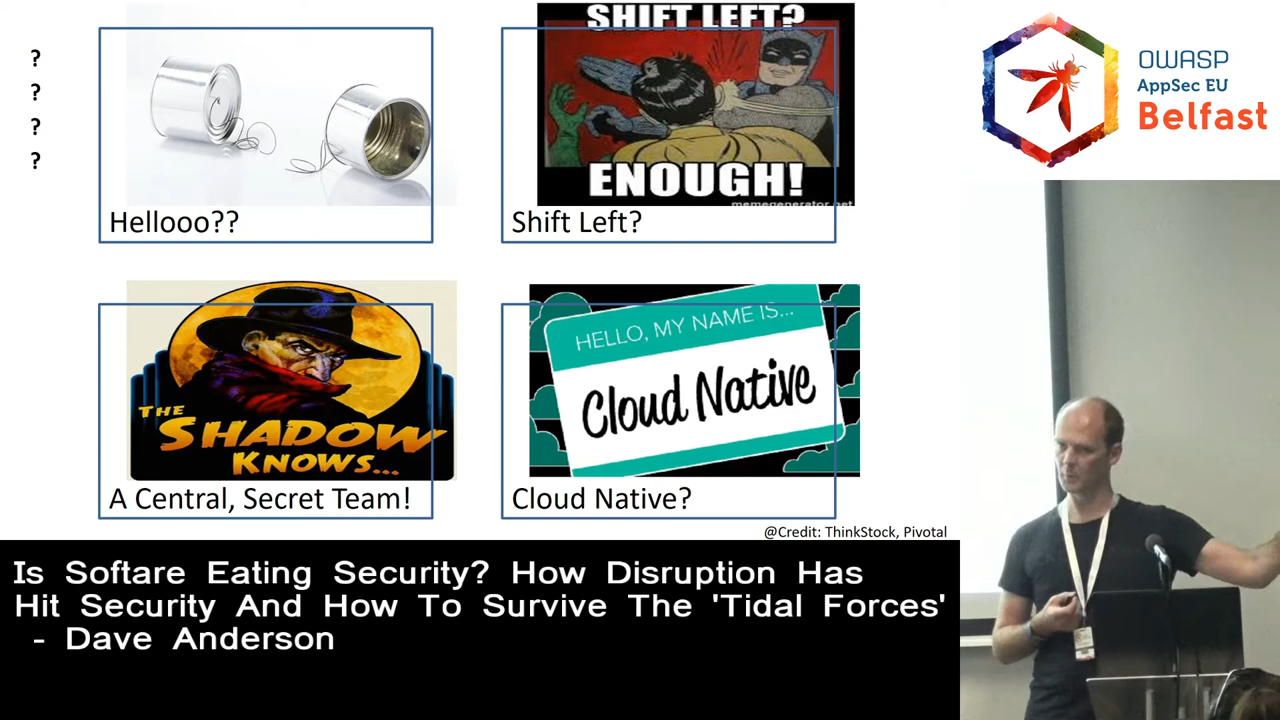 ?
?
?
?
Hellooo??
SHIFT LEFT?
ENOUGH!
memegenerator.net
Shift Left?
THE
SHADOW
KNOWS...
A Central, Secret Team!
HELLO, MY NAME IS...
Cloud Native
Cloud Native?
@Credit: ThinkStock, Pivotal
OWASP
AppSec EU
Belfast
Is Softare Eating Security? How Disruption Has
Hit Security And How To Survive The 'Tidal Forces'
- Dave Anderson